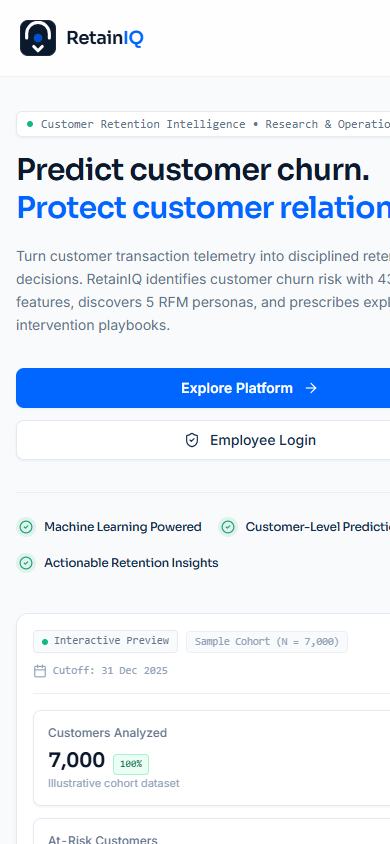 RetainIQ
Customer Retention Intelligence • Research & Operatio
Predict customer churn.
Protect customer relation
Turn customer transaction telemetry into disciplined rete
decisions. RetainIQ identifies customer churn risk with 43
features, discovers 5 RFM personas, and prescribes expl
intervention playbooks.
Explore Platform →
Employee Login
Machine Learning Powered Customer-Level Predicti
Actionable Retention Insights
Interactive Preview Sample Cohort (N = 7,000)
Cutoff: 31 Dec 2025
Customers Analyzed
7,000 100%
Illustrative cohort dataset
At-Risk Customers